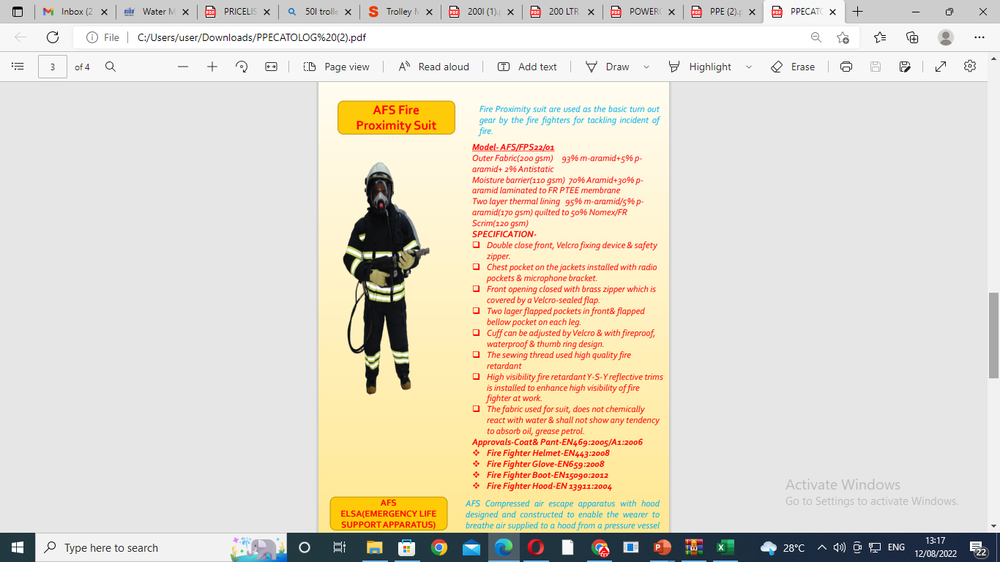 Inbox (2
Water M
PRICELIS
50l trolle
Trolley M
200l (1).p
200 LTR
POWERC
PPE (2).p
PPECATO
File
C:/Users/user/Downloads/PPECATOLOG%20(2).pdf
3
of 4
Page view
Read aloud
Add text
Draw
Highlight
Erase
AFS Fire
Proximity Suit
Fire Proximity suit are used as the basic turn out
gear by the fire fighters for tackling incident of
fire.
Model- AFS/FPS22/01
Outer Fabric(200 gsm) 93% m-aramid+5% p-
aramid+ 2% Antistatic
Moisture barrier(110 gsm) 70% Aramid+30% p-
aramid laminated to FR PTEE membrane
Two layer thermal lining 95% m-aramid/5% p-
aramid(170 gsm) quilted to 50% Nomex/FR
Scrim(120 gsm)
SPECIFICATION-
❑ Double close front, Velcro fixing device & safety
zipper.
❑ Chest pocket on the jackets installed with radio
pockets & microphone bracket.
❑ Front opening closed with brass zipper which is
covered by a Velcro-sealed flap.
❑ Two lager flapped pockets in front& flapped
bellow pocket on each leg.
❑ Cuff can be adjusted by Velcro & with fireproof,
waterproof & thumb ring design.
❑ The sewing thread used high quality fire
retardant
❑ High visibility fire retardant Y-S-Y reflective trims
is installed to enhance high visibility of fire
fighter at work.
❑ The fabric used for suit, does not chemically
react with water & shall not show any tendency
to absorb oil, grease petrol.
Approvals-Coat& Pant-EN469:2005/A1:2006
❖ Fire Fighter Helmet-EN443:2008
❖ Fire Fighter Glove-EN659:2008
❖ Fire Fighter Boot-EN15090:2012
❖ Fire Fighter Hood-EN 13911:2004
AFS
ELSA(EMERGENCY LIFE
SUPPORT APPARATUS)
AFS Compressed air escape apparatus with hood
designed and constructed to enable the wearer to
breathe air supplied to a hood from a pressure vessel
Activate Windows
Go to Settings to activate Windows.
Type here to search
28°C
ENG
13:17
12/08/2022
22